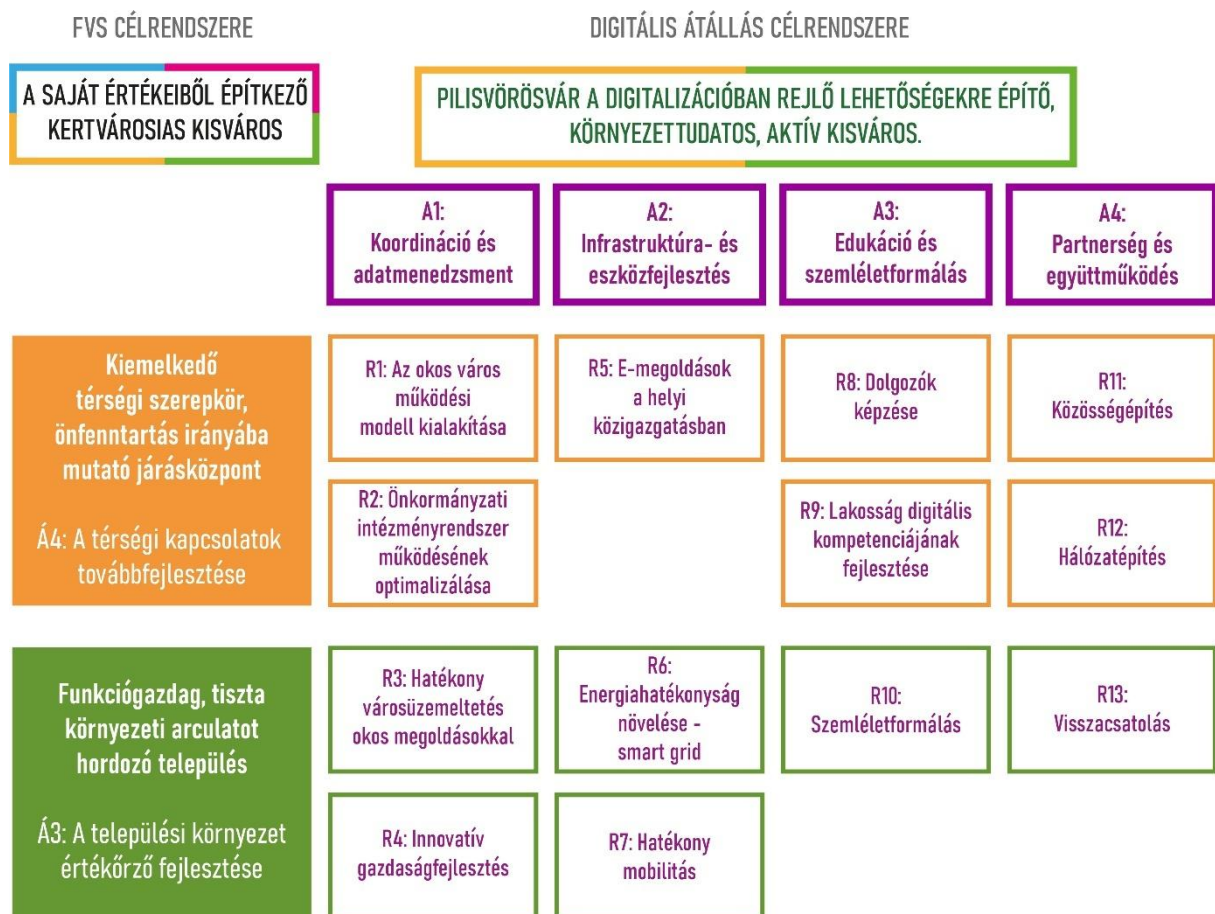 FVS CÉLRENDSZERE
DIGITÁLIS ÁTÁLLÁS CÉLRENDSZERE
A SAJÁT ÉRTÉKEIBŐL ÉPÍTKEZŐ
KERTVÁROSIAS KISVÁROS
PILISVÖRÖSVÁR A DIGITALIZÁCIÓBAN REJLŐ LEHETŐSÉGEKRE ÉPÍTŐ,
KÖRNYEZETTUDATOS, AKTÍV KISVÁROS.
A1:
Koordináció és
adatmenedzsment
A2:
Infrastruktúra- és
eszközfejlesztés
A3:
Edukáció és
szemléletformálás
A4:
Partnerség és
együttműködés
Kiemelkedő
térségi szerepkör,
önfenntartás irányába
mutató járásközpont
Á4: A térségi kapcsolatok
továbbfejlesztése
R1: Az okos város
működési
modell kialakítása
R5: E-megoldások
a helyi
közigazgatásban
R8: Dolgozók
képzése
R11:
Közösségépítés
R2: Önkormányzati
intézményrendszer
működésének
optimalizálása
R9: Lakosság digitális
kompetenciájának
fejlesztése
R12:
Hálózatépítés
Funkciógazdag, tiszta
környezeti arculatot
hordozó település
Á3: A települési környezet
értékőrző fejlesztése
R3: Hatékony
városüzemeltetés
okos megoldásokkal
R6:
Energiahatékonyság
növelése -
smart grid
R10:
Szemléletformálás
R13:
Visszacsatolás
R4: Innovatív
gazdaságfejlesztés
R7: Hatékony
mobilitás